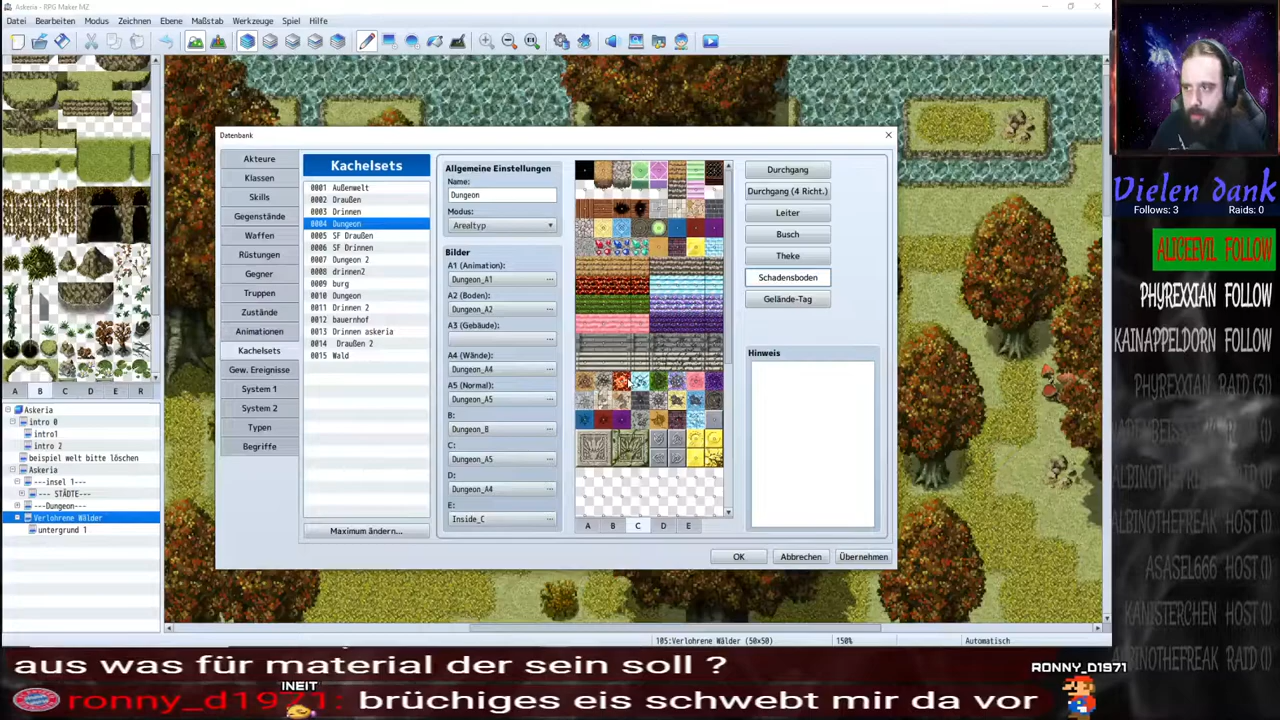 Askeria - RPG Maker MZ
Datei Bearbeiten Modus Zeichnen Ebene Maßstab Werkzeuge Spiel Hilfe
Datenbank
Akteure
Klassen
Skills
Gegenstände
Waffen
Rüstungen
Gegner
Truppen
Zustände
Animationen
Kachelsets
Gew. Ereignisse
System 1
System 2
Typen
Begriffe
Kachelsets
0001 Außenwelt
0002 Draußen
0003 Drinnen
0004 Dungeon
0005 SF Draußen
0006 SF Drinnen
0007 Dungeon 2
0008 drinnen2
0009 burg
0010 Dungeon
0011 Drinnen 2
0012 bauernhof
0013 Drinnen askeria
0014 Draußen 2
0015 Wald
Maximum ändern...
Allgemeine Einstellungen
Name:
Dungeon
Modus:
Arealtyp
Bilder
A1 (Animation):
Dungeon_A1
A2 (Boden):
Dungeon_A2
A3 (Gebäude):
A4 (Wände):
Dungeon_A4
A5 (Normal):
Dungeon_A5
B:
Dungeon_B
C:
Dungeon_A5
D:
Dungeon_A4
E:
Inside_C
A B C D E
Durchgang
Durchgang (4 Richt.)
Leiter
Busch
Theke
Schadensboden
Gelände-Tag
Hinweis
OK Abbrechen Übernehmen
A B C D E R
Askeria
intro 0
intro1
intro 2
beispiel welt bitte löschen
Askeria
---insel 1---
--- STÄDTE---
---Dungeon---
Verlohrene Wälder
untergrund 1
105:Verlohrene Wälder (50x50) 150% Automatisch
Vielen dank
Follows: 3 Raids: 0
ALICEEVIL FOLLOW
PHYREXXIAN FOLLOW
KAINAPPELDORN FOLLOW
PHYREXXIAN RAID (3)
ALBINOTHEFREAK HOST (1)
ALBINOTHEFREAK HOST (1)
ASASEL666 HOST (1)
KANISTERCHEN HOST (1)
ALBINOTHEFREAK RAID (1)
aus was für material der sein soll ?
RONNY_D1971
INEIT
ronny_d1971: brüchiges eis schwebt mir da vor